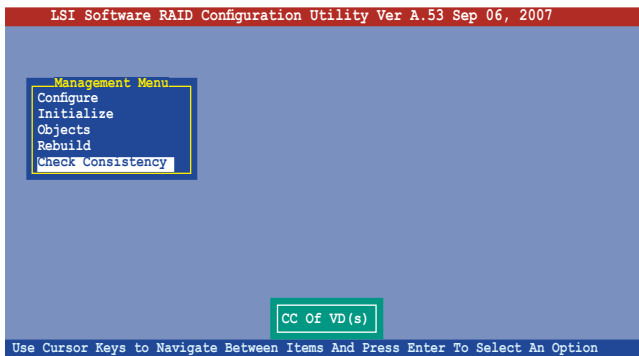 LSI Software RAID Configuration Utility Ver A.53 Sep 06, 2007
Management Menu
Configure
Initialize
Objects
Rebuild
Check Consistency
CC Of VD(s)
Use Cursor Keys to Navigate Between Items And Press Enter To Select An Option